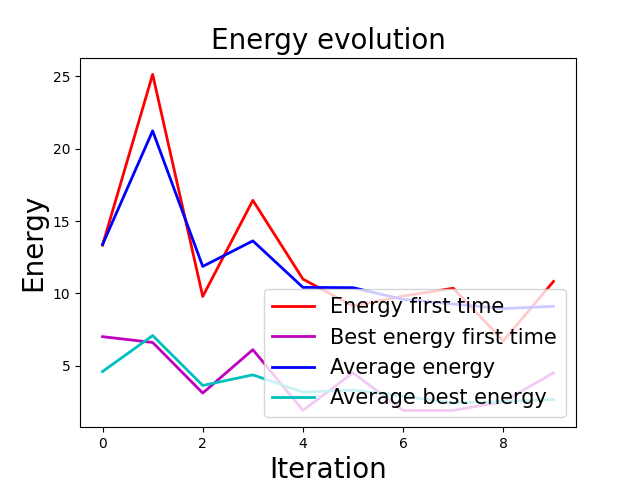 Energy evolution
Energy
25
20
15
10
5
Energy first time
Best energy first time
Average energy
Average best energy
0 2 4 6 8
Iteration